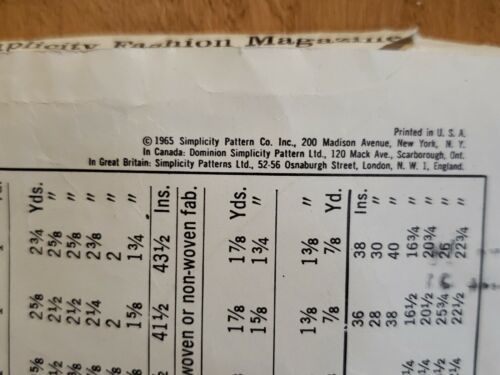 plicity Fashion Magazine
Printed in U. S. A.
© 1965 Simplicity Pattern Co. Inc., 200 Madison Avenue, New York, N. Y.
In Canada: Dominion Simplicity Pattern Ltd., 120 Mack Ave., Scarborough, Ont.
In Great Britain: Simplicity Patterns Ltd., 52-56 Osnaburgh Street, London, N. W. 1, England.
2¾ Yds.
2⅝ "
2⅝ "
2⅜ "
2 "
1¾ "
43½ Ins.
woven or non-woven fab.
1⅞ Yds.
1¾ "
1⅜ "
⅞ Yd.
38 Ins.
30 "
40 "
16¾ "
20¾ "
26 "
22¾ "
2⅝
2½
2½
2¼
2
1⅝
41½
1⅞
1⅝
1⅜
⅞
36
28
38
16½
20½
25¾
22½